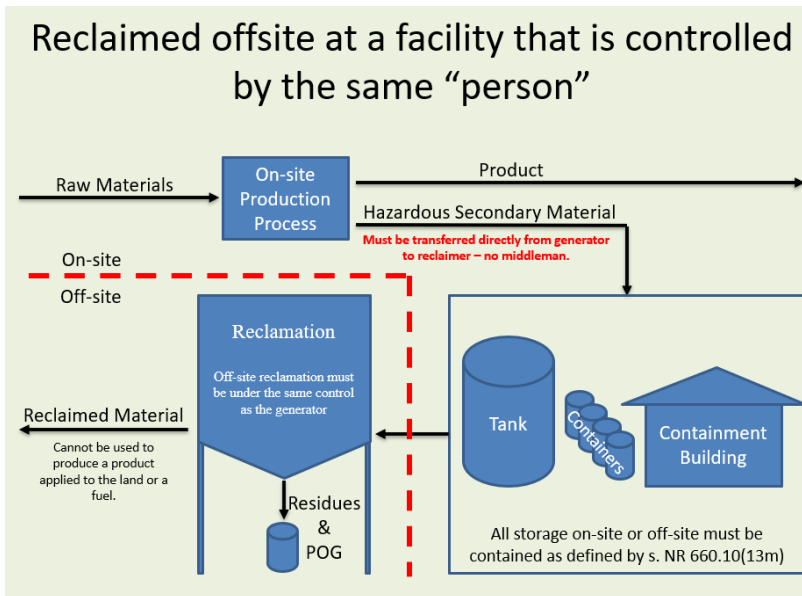 Reclaimed offsite at a facility that is controlled
by the same “person”
Raw Materials
On-site
Production
Process
Product
Hazardous Secondary Material
Must be transferred directly from generator
to reclaimer – no middleman.
On-site
Off-site
Reclamation
Off-site reclamation must
be under the same control
as the generator
Reclaimed Material
Cannot be used to
produce a product
applied to the land or a
fuel.
Residues
&
POG
Tank
Containers
Containment
Building
All storage on-site or off-site must be
contained as defined by s. NR 660.10(13m)